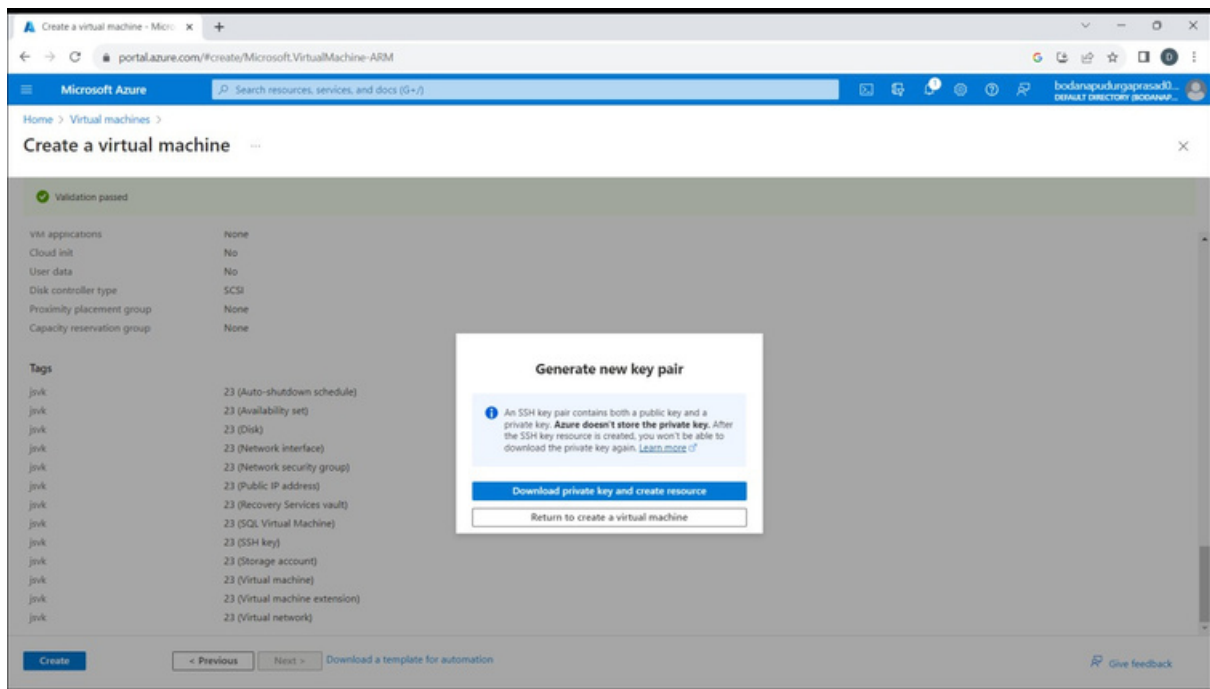 Create a virtual machine - Micro
portal.azure.com/#create/Microsoft.VirtualMachine-ARM
G
D
Microsoft Azure
Search resources, services, and docs (G+/)
bodanapudurgaprasad0...
DEFAULT DIRECTORY (BODANAP...
Home > Virtual machines >
Create a virtual machine ...
Validation passed
VM applications None
Cloud init No
User data No
Disk controller type SCSI
Proximity placement group None
Capacity reservation group None
Tags
jsvk 23 (Auto-shutdown schedule)
jsvk 23 (Availability set)
jsvk 23 (Disk)
jsvk 23 (Network interface)
jsvk 23 (Network security group)
jsvk 23 (Public IP address)
jsvk 23 (Recovery Services vault)
jsvk 23 (SQL Virtual Machine)
jsvk 23 (SSH key)
jsvk 23 (Storage account)
jsvk 23 (Virtual machine)
jsvk 23 (Virtual machine extension)
jsvk 23 (Virtual network)
Generate new key pair
An SSH key pair contains both a public key and a
private key. Azure doesn't store the private key. After
the SSH key resource is created, you won't be able to
download the private key again. Learn more
Download private key and create resource
Return to create a virtual machine
Create
< Previous
Next >
Download a template for automation
Give feedback